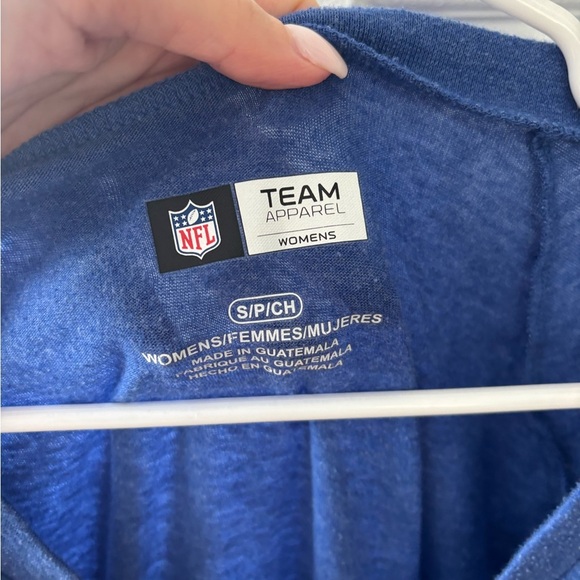 NFL
TEAM
APPAREL
WOMENS
S/P/CH
WOMENS/FEMMES/MUJERES
MADE IN GUATEMALA
FABRIQUE AU GUATEMALA
HECHO EN GUATEMALA